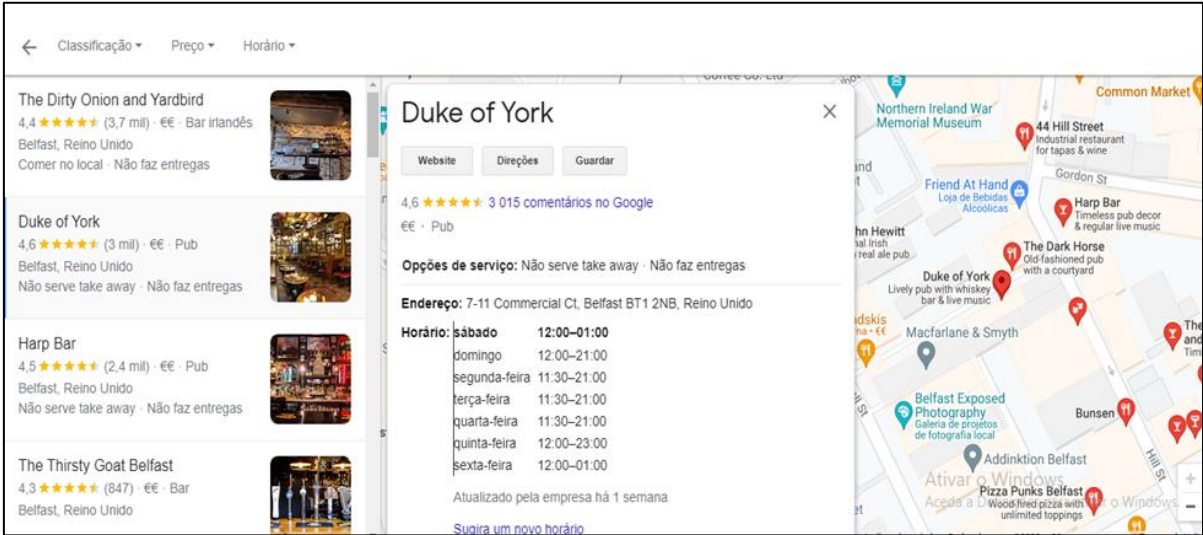 Classificação Preço Horário
The Dirty Onion and Yardbird
4,4 ★★★★★ (3,7 mil) · €€ · Bar irlandês
Belfast, Reino Unido
Comer no local · Não faz entregas
Duke of York
4,6 ★★★★★ (3 mil) · €€ · Pub
Belfast, Reino Unido
Não serve take away · Não faz entregas
Harp Bar
4,5 ★★★★★ (2,4 mil) · €€ · Pub
Belfast, Reino Unido
Não serve take away · Não faz entregas
The Thirsty Goat Belfast
4,3 ★★★★★ (847) · €€ · Bar
Belfast, Reino Unido
Duke of York
Website Direções Guardar
4,6 ★★★★★ 3 015 comentários no Google
€€ · Pub
Opções de serviço: Não serve take away · Não faz entregas
Endereço: 7-11 Commercial Ct, Belfast BT1 2NB, Reino Unido
Horário: sábado 12:00–01:00
domingo 12:00–21:00
segunda-feira 11:30–21:00
terça-feira 11:30–21:00
quarta-feira 11:30–21:00
quinta-feira 12:00–23:00
sexta-feira 12:00–01:00
Atualizado pela empresa há 1 semana
Sugira um novo horário
Common Market
Northern Ireland War
Memorial Museum
44 Hill Street
Industrial restaurant
for tapas & wine
Gordon St
Friend At Hand
Loja de Bebidas
Alcoólicas
Harp Bar
Timeless pub decor
& regular live music
hn Hewitt
nal Irish
real ale pub
The Dark Horse
Old-fashioned pub
with a courtyard
Duke of York
Lively pub with whiskey
bar & live music
Macfarlane & Smyth
Belfast Exposed
Photography
Galeria de projetos
de fotografia local
Bunsen
Hill St
Addinktion Belfast
Ativar o Windows
Pizza Punks Belfast
Wood-fired pizza with
unlimited toppings